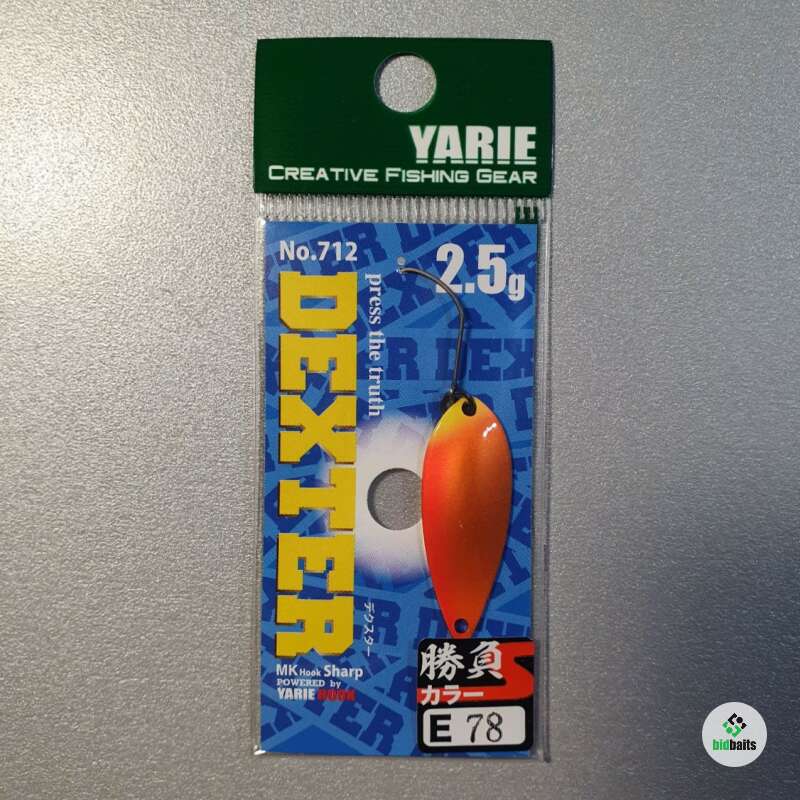 YARIE
CREATIVE FISHING GEAR
No.712
2.5g
press the truth
DEXTER
デクスター
MK Hook Sharp
POWERED by
YARIE HOOK
勝負S
カラー
E 78
bidbaits